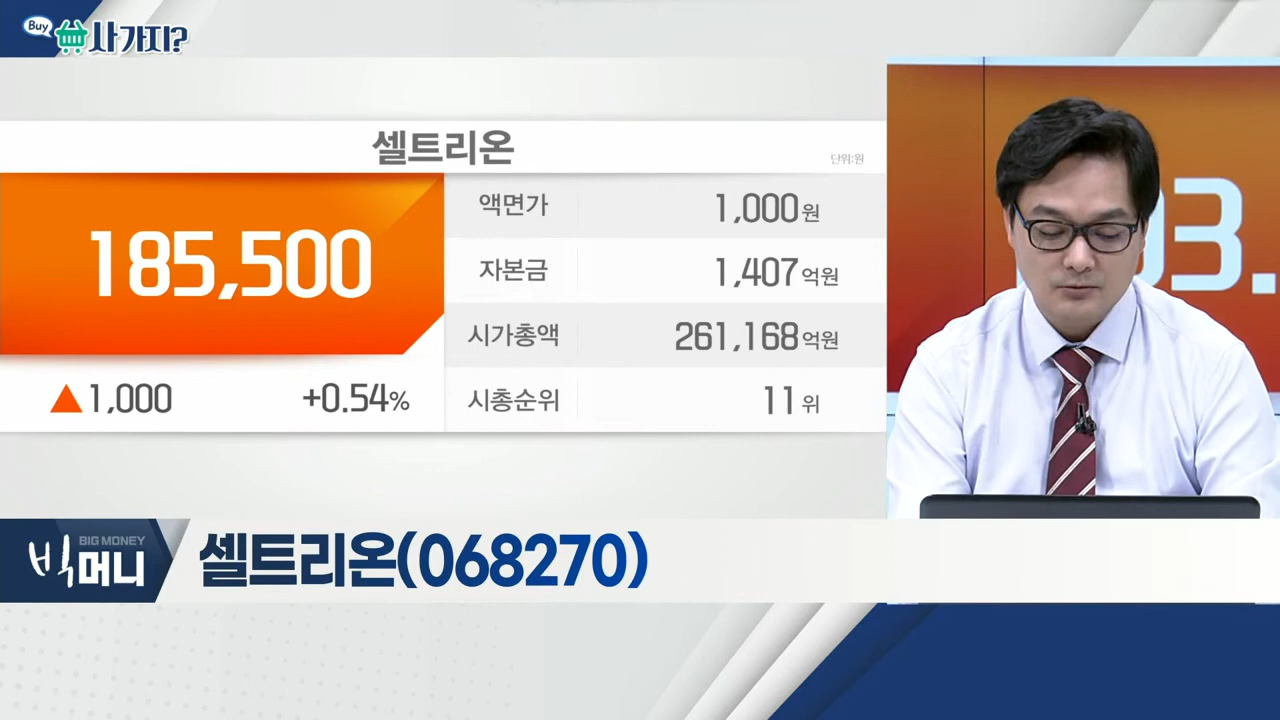 Buy
사가지?
셀트리온
단위:원
185,500
▲1,000 +0.54%
액면가 1,000원
자본금 1,407억원
시가총액 261,168억원
시총순위 11위
03.
빅머니
BIG MONEY
셀트리온(068270)